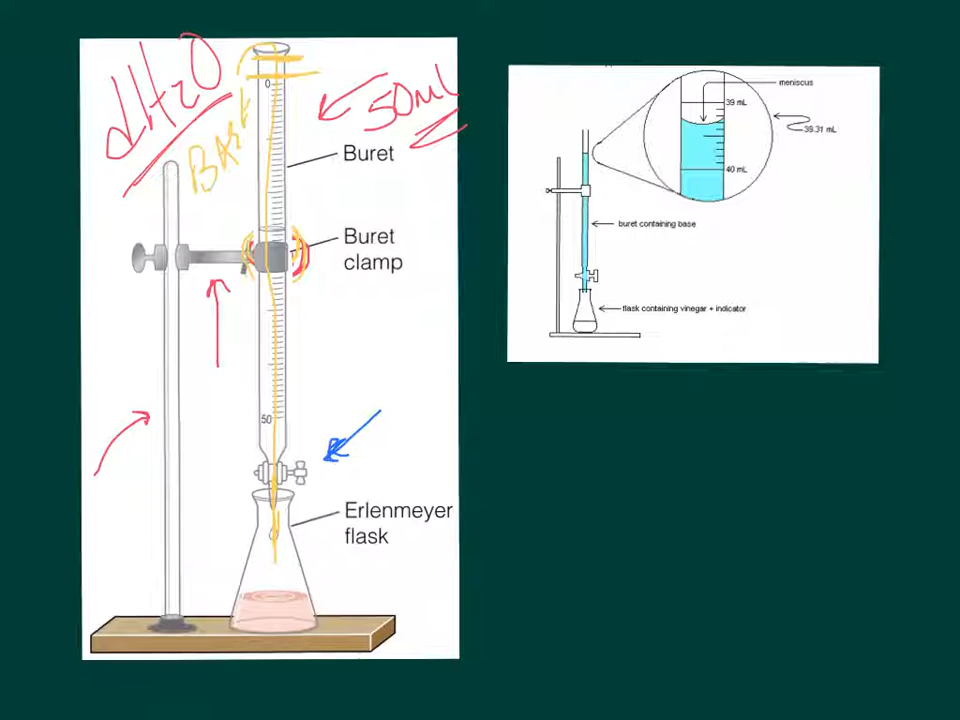 dH2O
BASE
50mL
0
Buret
Buret
clamp
50
Erlenmeyer
flask
meniscus
39 mL
39.31 mL
40 mL
buret containing base
flask containing vinegar + indicator